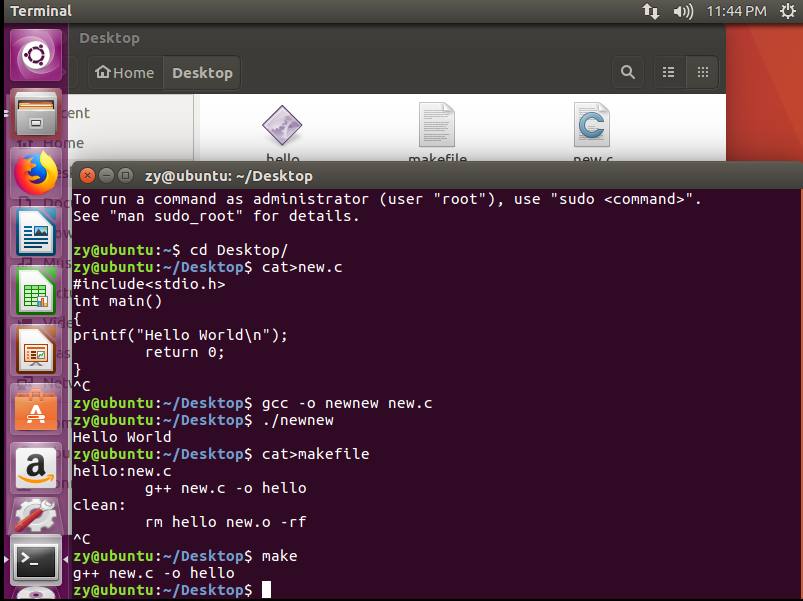 Terminal
11:44 PM
Desktop
Home
Desktop
cent
Home
hello
makefile
new.c
zy@ubuntu: ~/Desktop
To run a command as administrator (user "root"), use "sudo <command>".
See "man sudo_root" for details.
zy@ubuntu:~$ cd Desktop/
zy@ubuntu:~/Desktop$ cat>new.c
#include<stdio.h>
int main()
{
printf("Hello World\n");
return 0;
}
^C
zy@ubuntu:~/Desktop$ gcc -o newnew new.c
zy@ubuntu:~/Desktop$ ./newnew
Hello World
zy@ubuntu:~/Desktop$ cat>makefile
hello:new.c
g++ new.c -o hello
clean:
rm hello new.o -rf
^C
zy@ubuntu:~/Desktop$ make
g++ new.c -o hello
zy@ubuntu:~/Desktop$